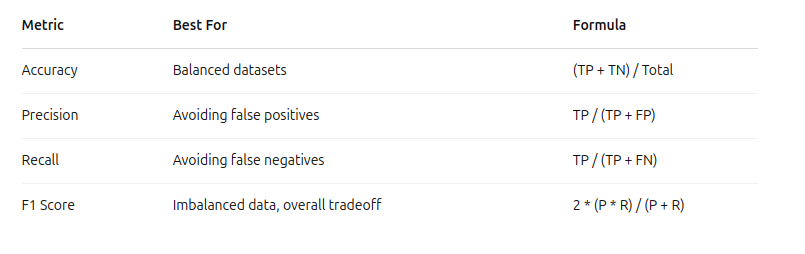 Metric Best For Formula
Accuracy Balanced datasets (TP + TN) / Total
Precision Avoiding false positives TP / (TP + FP)
Recall Avoiding false negatives TP / (TP + FN)
F1 Score Imbalanced data, overall tradeoff 2 * (P * R) / (P + R)